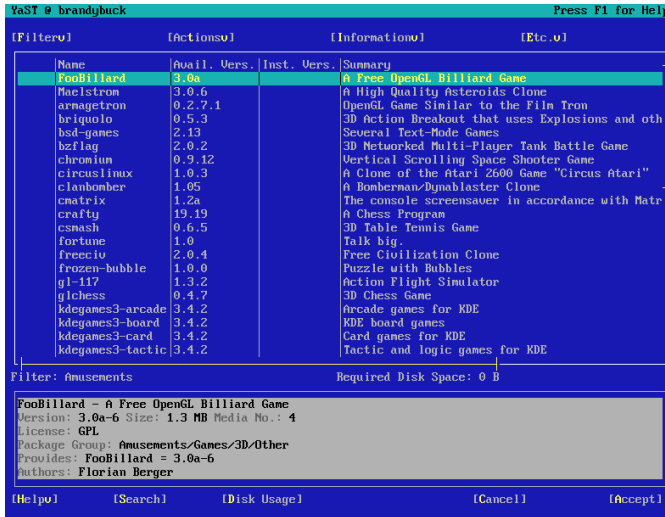 YaST @ brandybuck Press F1 for Help
[Filter↓] [Actions↓] [Information↓] [Etc.↓]
Name |Avail. Vers.|Inst. Vers.|Summary
FooBillard |3.0a | |A Free OpenGL Billiard Game
Maelstrom |3.0.6 | |A High Quality Asteroids Clone
armagetron |0.2.7.1 | |OpenGL Game Similar to the Film Tron
briquolo |0.5.3 | |3D Action Breakout that uses Explosions and oth
bsd-games |2.13 | |Several Text-Mode Games
bzflag |2.0.2 | |3D Networked Multi-Player Tank Battle Game
chromium |0.9.12 | |Vertical Scrolling Space Shooter Game
circuslinux |1.0.3 | |A Clone of the Atari 2600 Game "Circus Atari"
clanbomber |1.05 | |A Bomberman/Dynablaster Clone
cmatrix |1.2a | |The console screensaver in accordance with Matr
crafty |19.19 | |A Chess Program
csmash |0.6.5 | |3D Table Tennis Game
fortune |1.0 | |Talk big.
freeciv |2.0.4 | |Free Civilization Clone
frozen-bubble |1.0.0 | |Puzzle with Bubbles
gl-117 |1.3.2 | |Action Flight Simulator
glchess |0.4.7 | |3D Chess Game
kdegames3-arcade|3.4.2 | |Arcade games for KDE
kdegames3-board |3.4.2 | |KDE board games
kdegames3-card |3.4.2 | |Card games for KDE
kdegames3-tactic|3.4.2 | |Tactic and logic games for KDE
Filter: Amusements Required Disk Space: 0 B
FooBillard - A Free OpenGL Billiard Game
Version: 3.0a-6 Size: 1.3 MB Media No.: 4
License: GPL
Package Group: Amusements/Games/3D/Other
Provides: FooBillard = 3.0a-6
Authors: Florian Berger
[Help↓] [Search] [Disk Usage] [Cancel] [Accept]